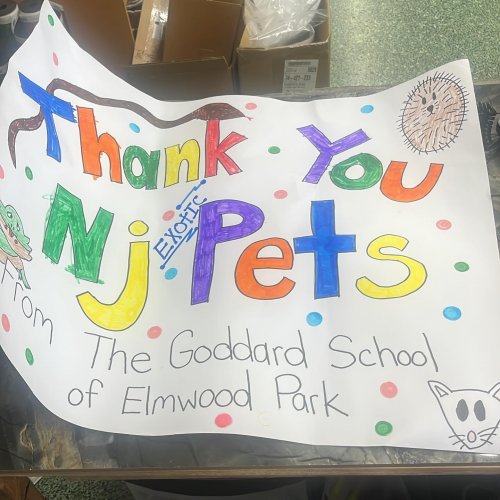 Thank You
Nj Exotic Pets
From
The Goddard School
of Elmwood Park